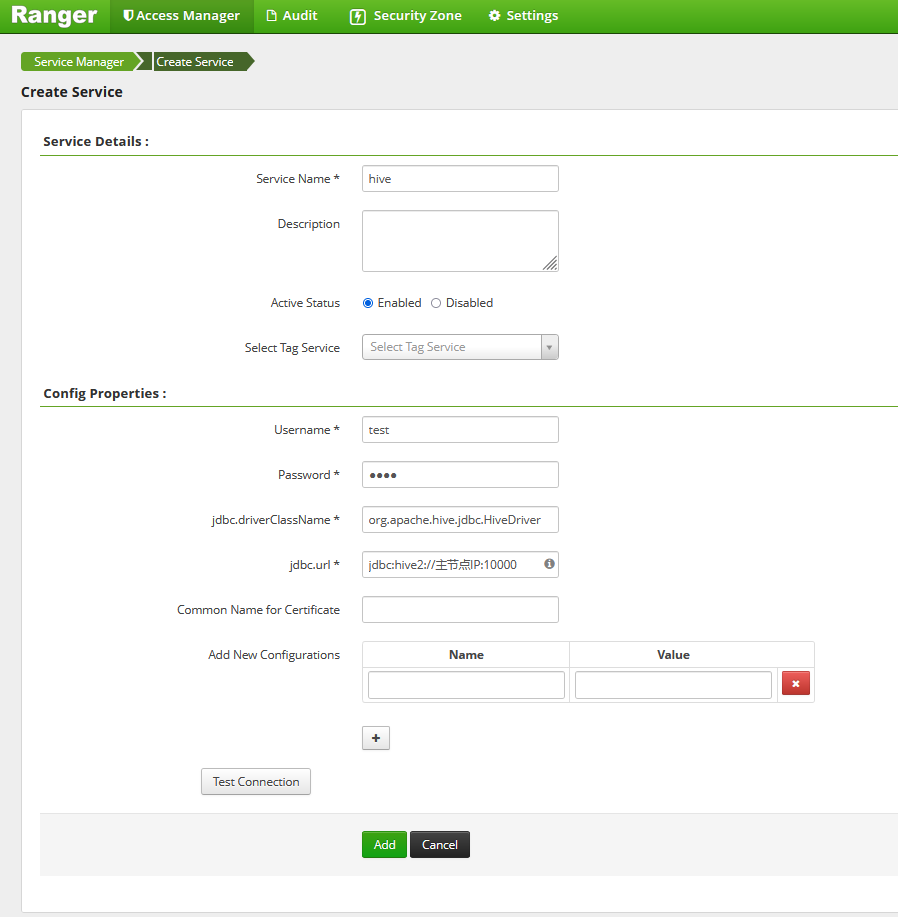 Ranger Access Manager Audit Security Zone Settings
Service Manager Create Service
Create Service
Service Details :
Service Name * hive
Description
Active Status Enabled Disabled
Select Tag Service Select Tag Service
Config Properties :
Username * test
Password * ••••
jdbc.driverClassName * org.apache.hive.jdbc.HiveDriver
jdbc.url * jdbc:hive2://主节点IP:10000
Common Name for Certificate
Add New Configurations Name Value
+
Test Connection
Add Cancel